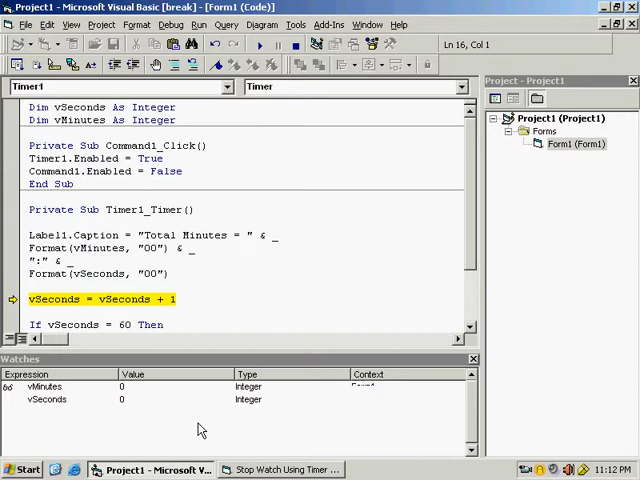 Project1 - Microsoft Visual Basic [break] - [Form1 (Code)]
File Edit View Project Format Debug Run Query Diagram Tools Add-Ins Window Help
Ln 16, Col 1
Timer1 Timer
Dim vSeconds As Integer
Dim vMinutes As Integer
Private Sub Command1_Click()
Timer1.Enabled = True
Command1.Enabled = False
End Sub
Private Sub Timer1_Timer()
Label1.Caption = "Total Minutes = " & _
Format(vMinutes, "00") & _
":" & _
Format(vSeconds, "00")
vSeconds = vSeconds + 1
If vSeconds = 60 Then
Project - Project1
Project1 (Project1)
Forms
Form1 (Form1)
Watches
Expression Value Type Context
vMinutes 0 Integer Form1
vSeconds 0 Integer
Start Project1 - Microsoft V... Stop Watch Using Timer ... 11:12 PM